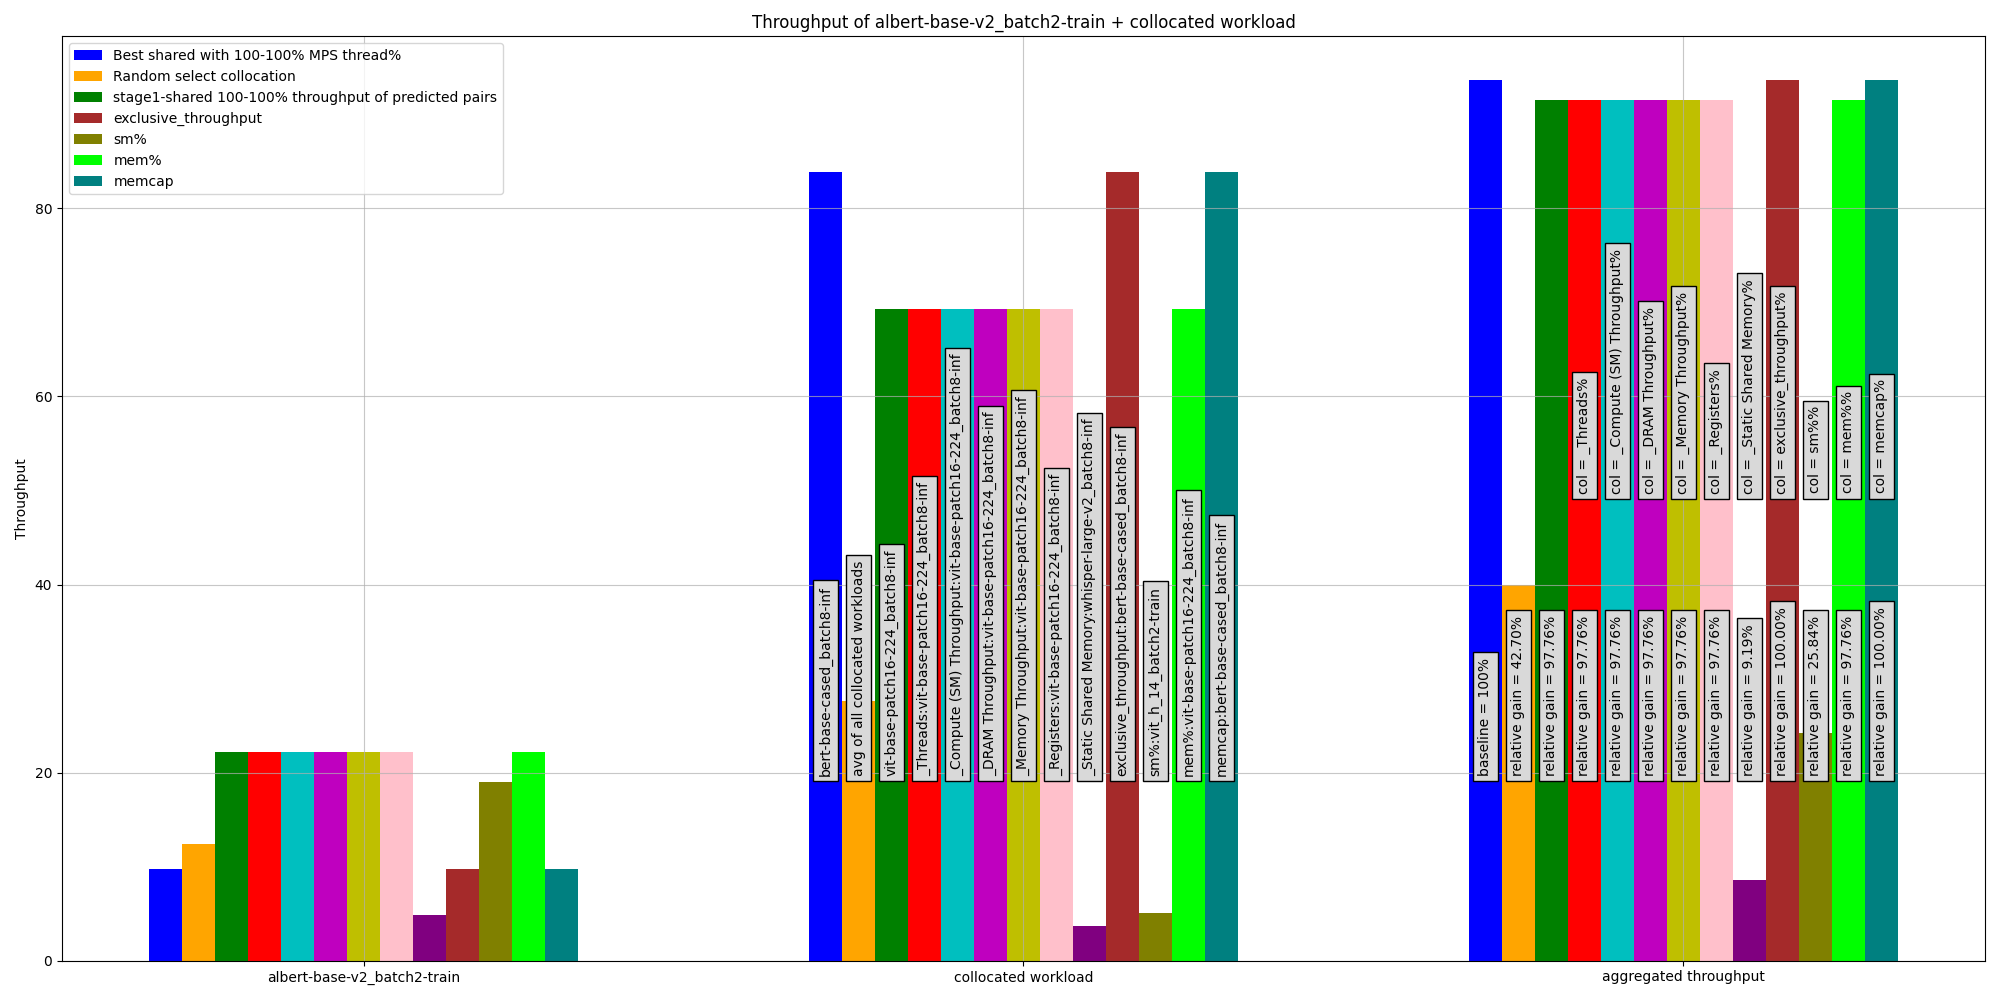 Throughput of albert-base-v2_batch2-train + collocated workload
Best shared with 100-100% MPS thread%
Random select collocation
stage1-shared 100-100% throughput of predicted pairs
exclusive_throughput
sm%
mem%
memcap
Throughput
80
60
40
20
0
bert-base-cased_batch8-inf
avg of all collocated workloads
vit-base-patch16-224_batch8-inf
_Threads:vit-base-patch16-224_batch8-inf
_Compute (SM) Throughput:vit-base-patch16-224_batch8-inf
_DRAM Throughput:vit-base-patch16-224_batch8-inf
_Memory Throughput:vit-base-patch16-224_batch8-inf
_Registers:vit-base-patch16-224_batch8-inf
_Static Shared Memory:whisper-large-v2_batch8-inf
exclusive_throughput:bert-base-cased_batch8-inf
sm%:vit_h_14_batch2-train
mem%:vit-base-patch16-224_batch8-inf
memcap:bert-base-cased_batch8-inf
col = _Threads%
col = _Compute (SM) Throughput%
col = _DRAM Throughput%
col = _Memory Throughput%
col = _Registers%
col = _Static Shared Memory%
col = exclusive_throughput%
col = sm%%
col = mem%%
col = memcap%
baseline = 100%
relative gain = 42.70%
relative gain = 97.76%
relative gain = 97.76%
relative gain = 97.76%
relative gain = 97.76%
relative gain = 97.76%
relative gain = 97.76%
relative gain = 9.19%
relative gain = 100.00%
relative gain = 25.84%
relative gain = 97.76%
relative gain = 100.00%
albert-base-v2_batch2-train
collocated workload
aggregated throughput